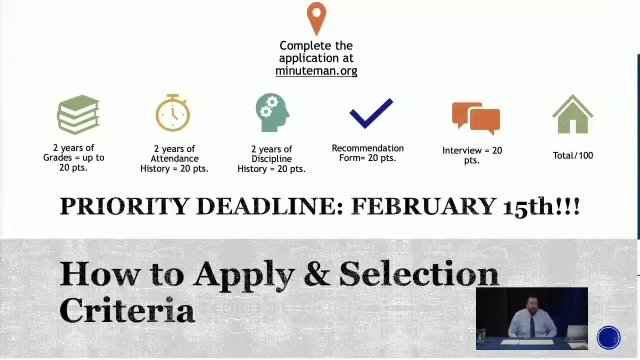 Complete the
application at
minuteman.org
2 years of
Grades = up to
20 pts.
2 years of
Attendance
History = 20 pts.
2 years of
Discipline
History = 20 pts.
Recommendation
Form= 20 pts.
Interview = 20
pts.
Total/100
PRIORITY DEADLINE: FEBRUARY 15th!!!
How to Apply & Selection
Criteria